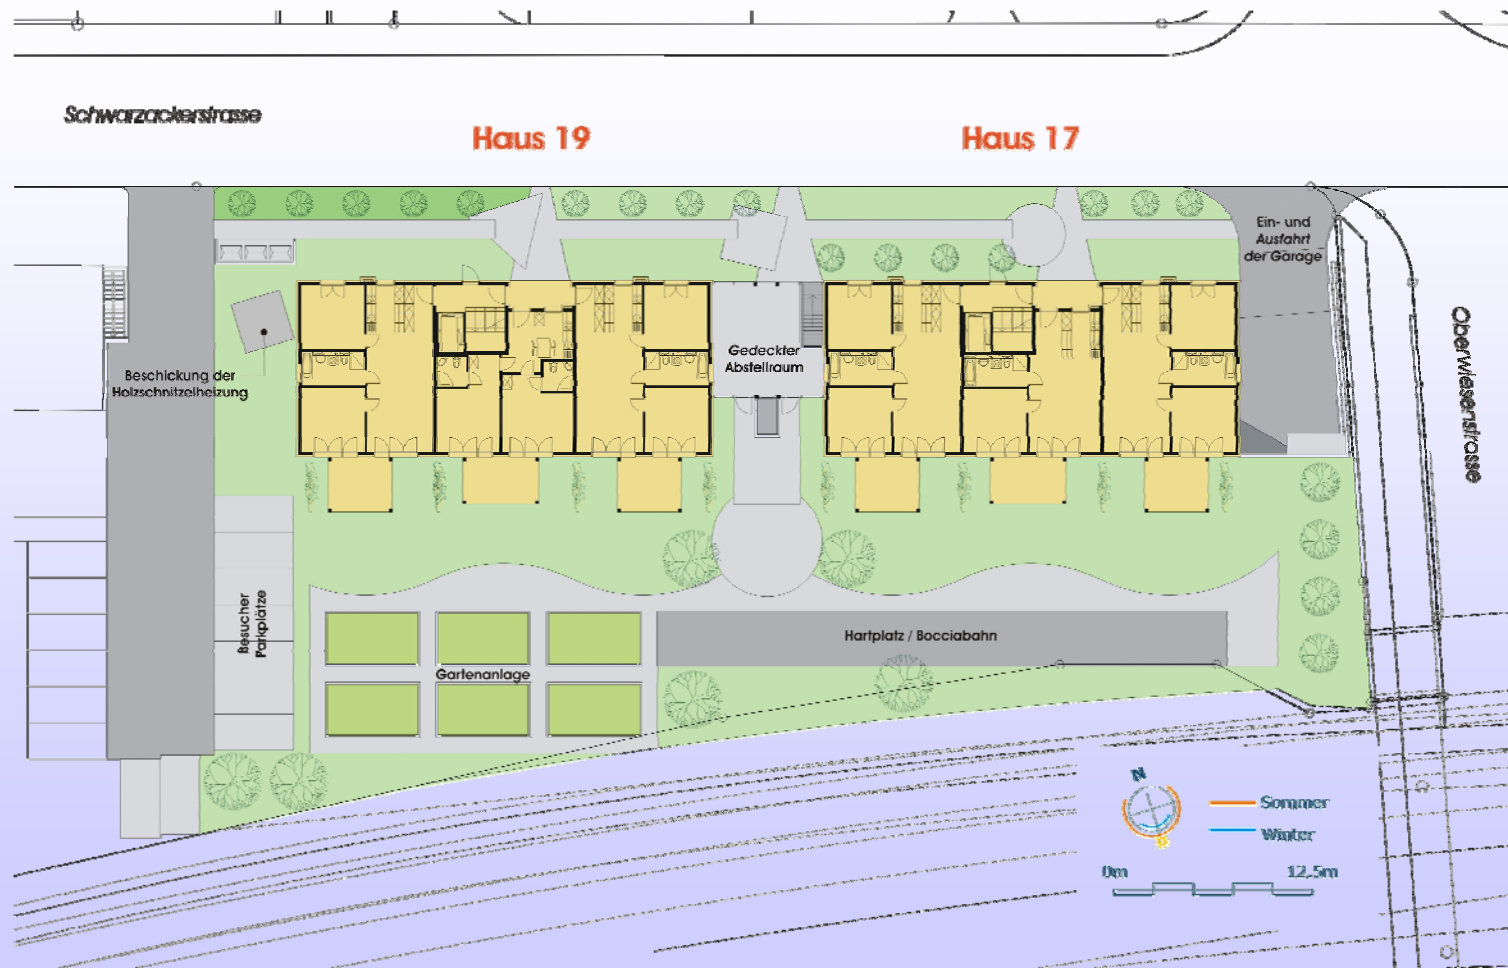 Schwarzackerstrasse
Haus 19
Haus 17
Ein- und
Ausfahrt
der Garage
Oberwiesenstrasse
Gedeckter
Abstellraum
Beschickung der
Holzschnitzelheizung
Besucher
Parkplätze
Hartplatz / Bocciabahn
Gartenanlage
N
Sommer
Winter
0m
12.5m